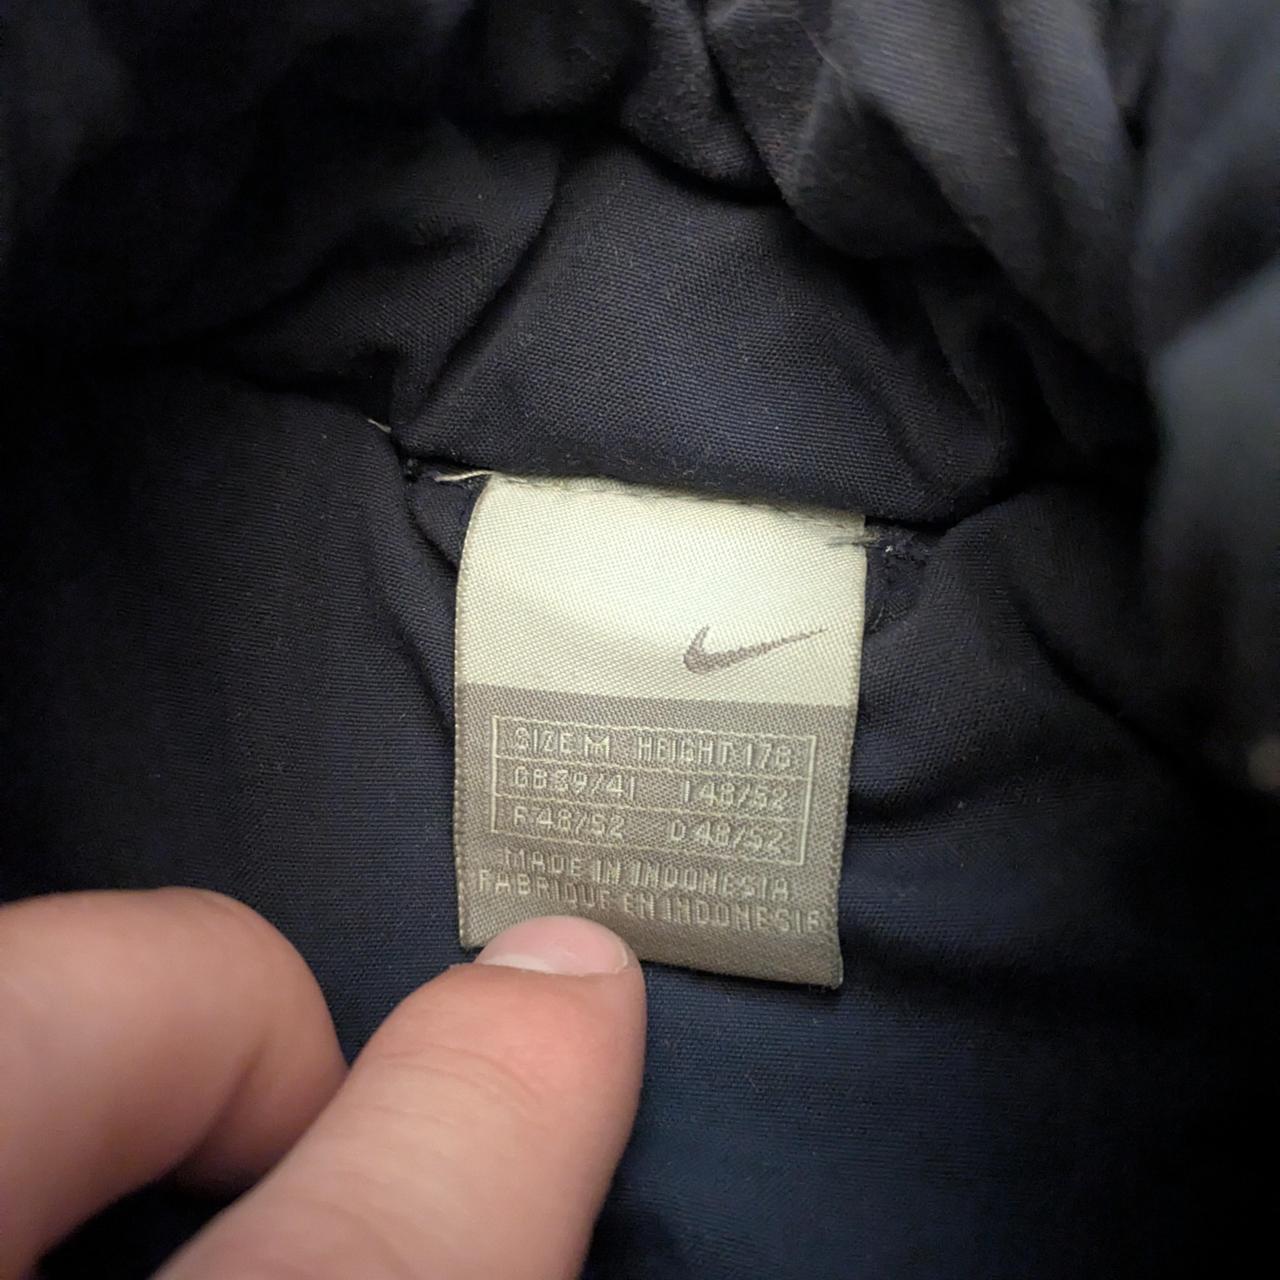 SIZE M HEIGHT 178
GB 39/41 I 48/52
F 48/52 D 48/52
MADE IN INDONESIA
FABRIQUE EN INDONESIE